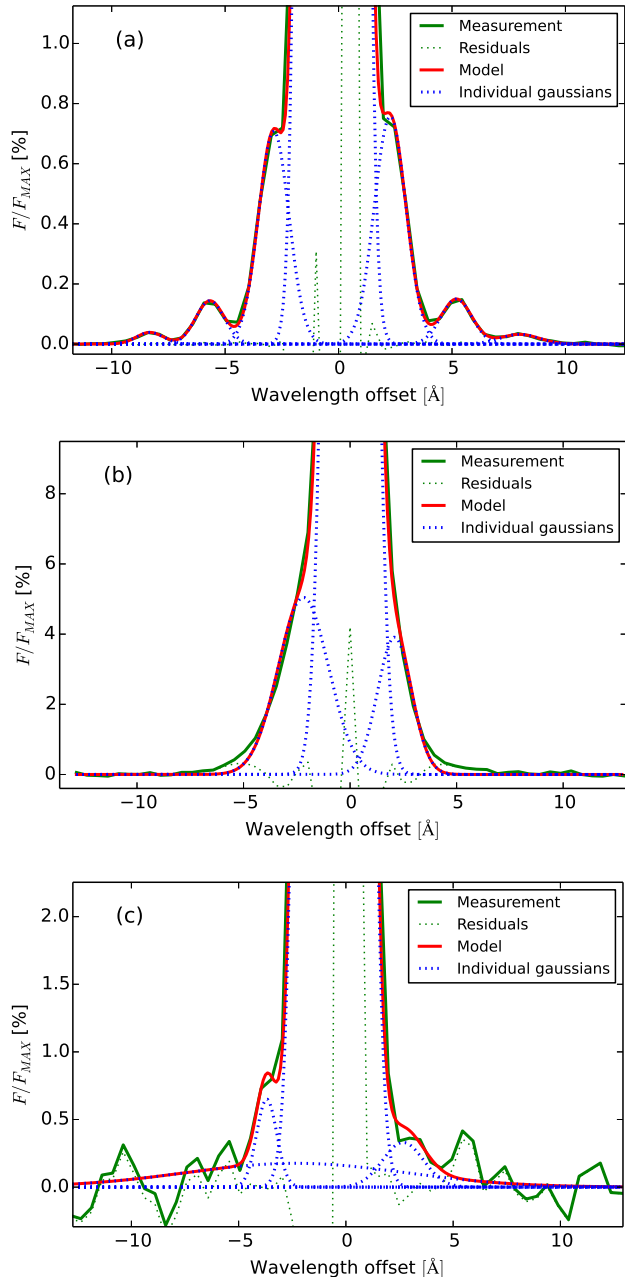 (a)
Measurement
Residuals
Model
Individual gaussians
F/F_MAX [%]
1.0
0.8
0.6
0.4
0.2
0.0
−10 −5 0 5 10
Wavelength offset [Å]
(b)
Measurement
Residuals
Model
Individual gaussians
F/F_MAX [%]
8
6
4
2
0
−10 −5 0 5 10
Wavelength offset [Å]
(c)
Measurement
Residuals
Model
Individual gaussians
F/F_MAX [%]
2.0
1.5
1.0
0.5
0.0
−10 −5 0 5 10
Wavelength offset [Å]